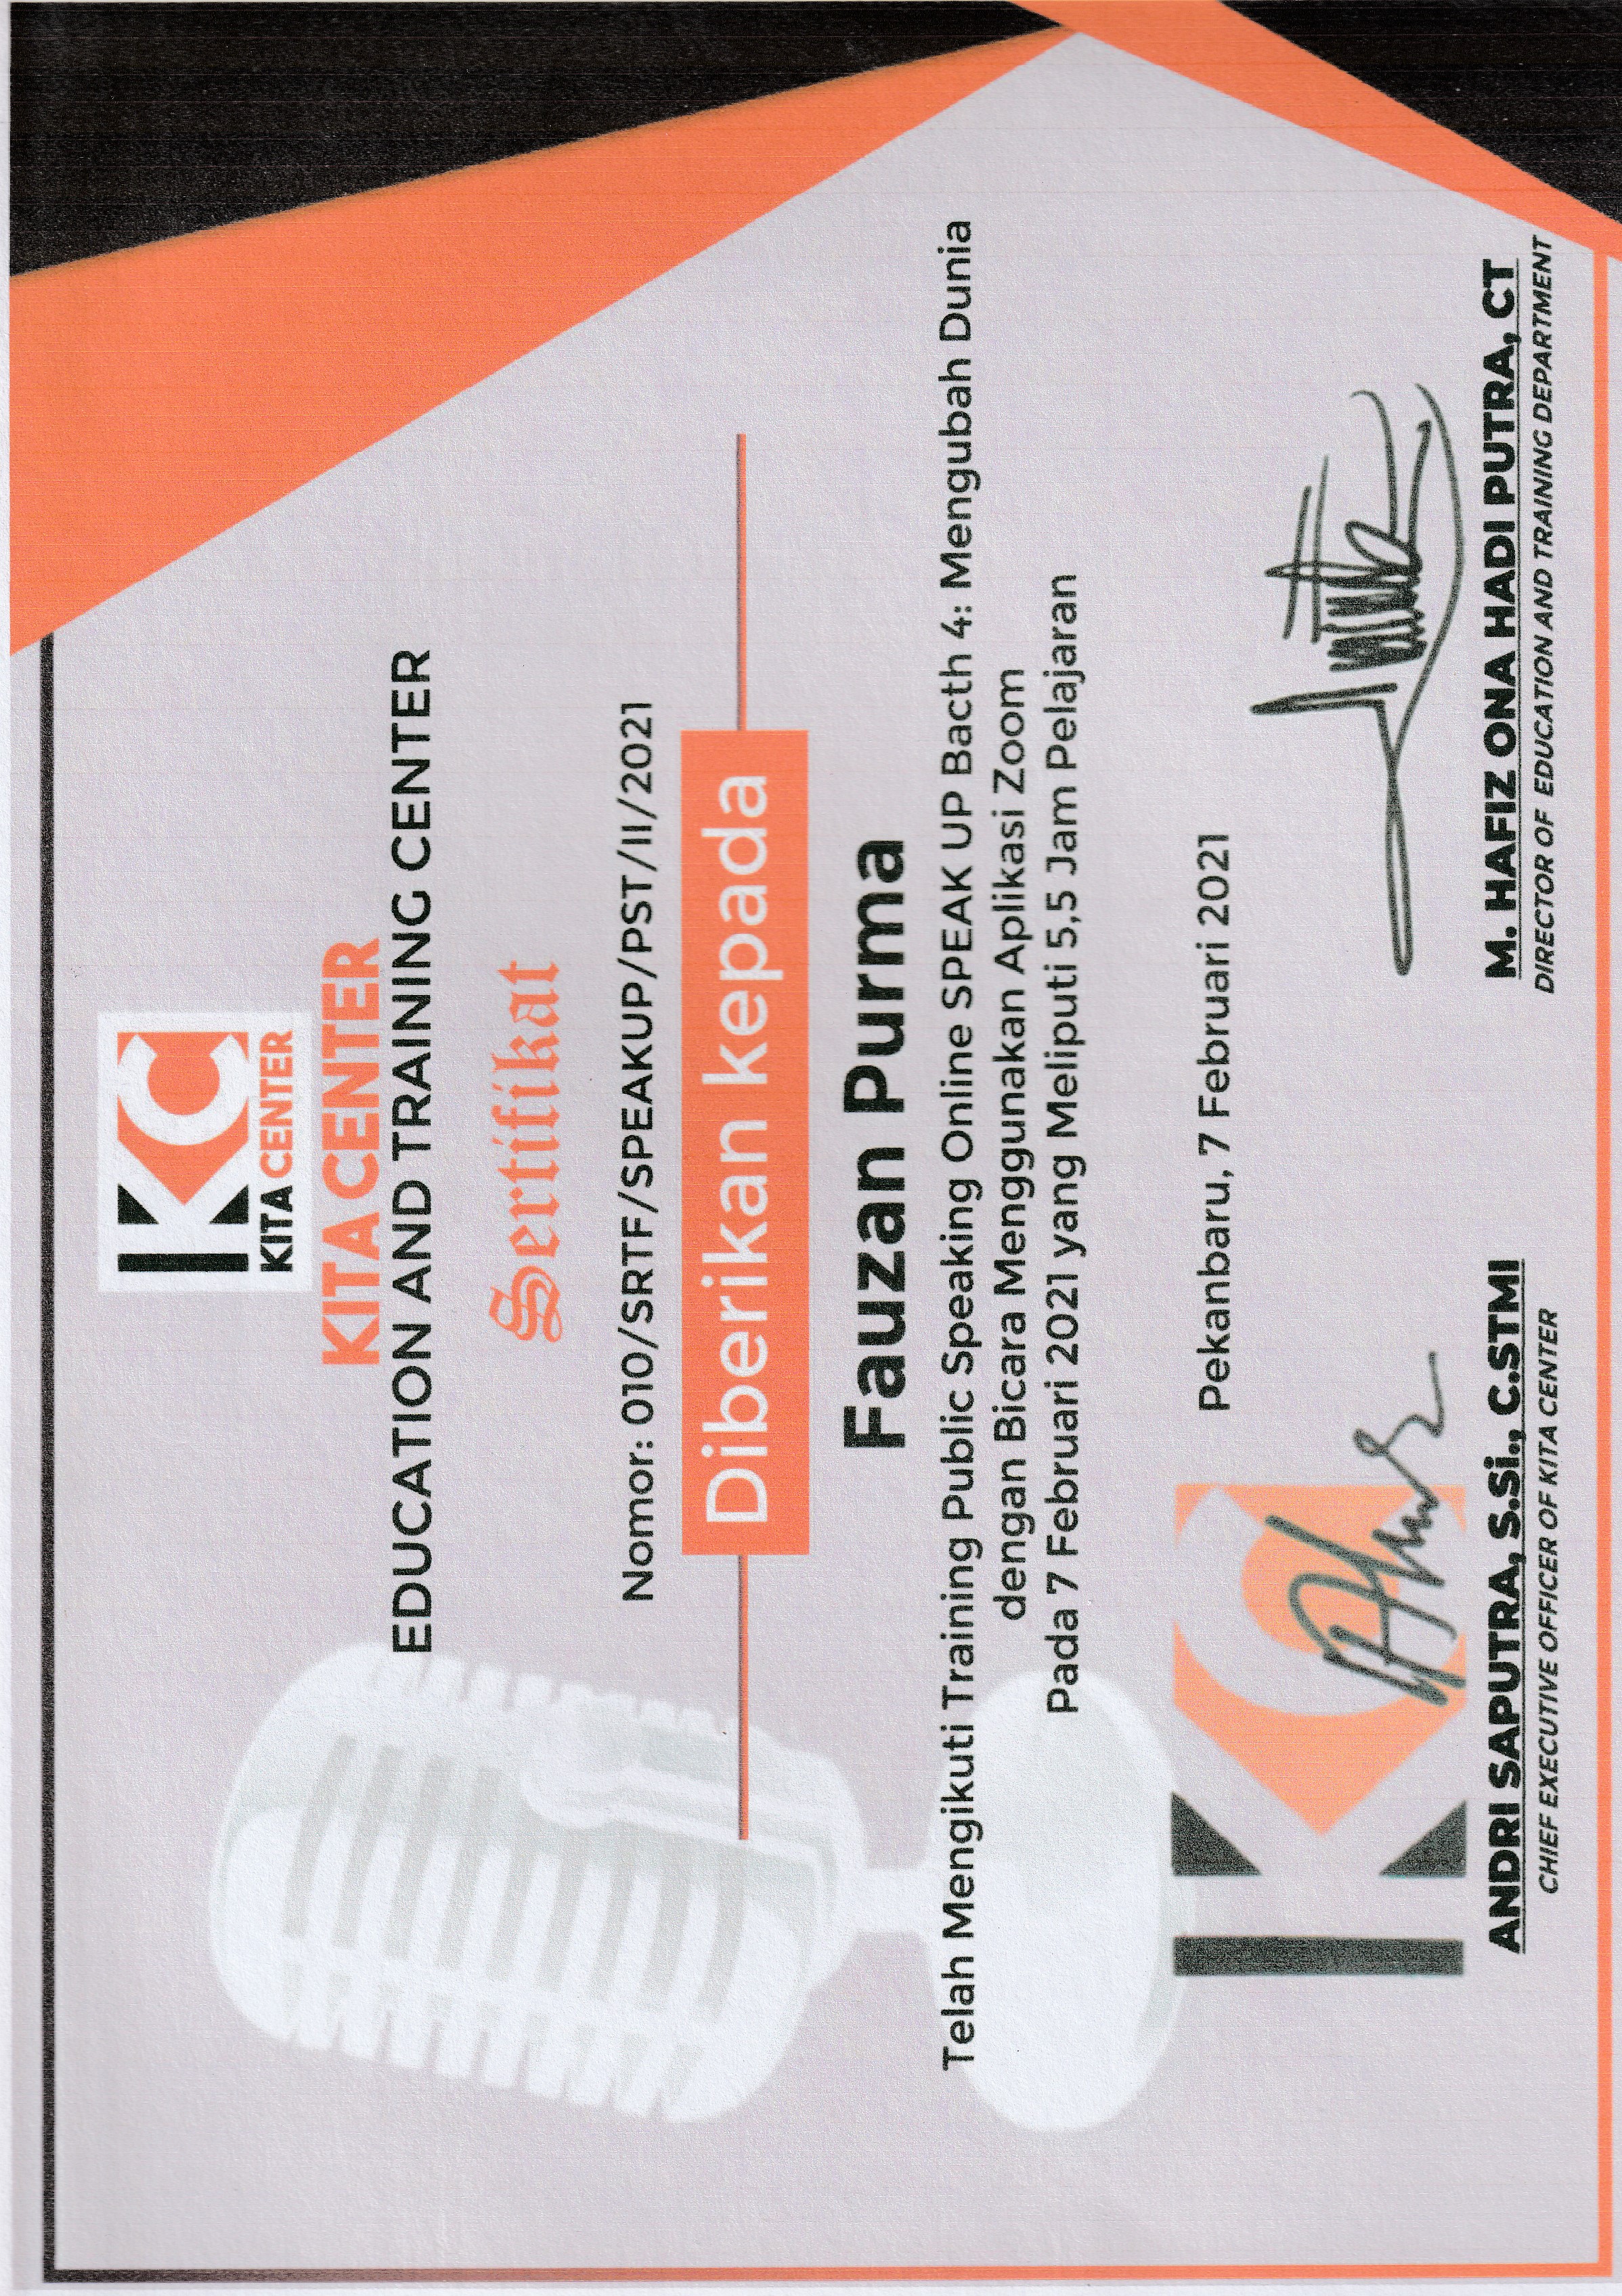 KITA CENTER
KITA CENTER
EDUCATION AND TRAINING CENTER
Sertifikat
Nomor: 010/SRTF/SPEAKUP/PST/II/2021
Diberikan kepada
Fauzan Purma
Telah Mengikuti Training Public Speaking Online SPEAK UP Bacth 4: Mengubah Dunia
dengan Bicara Menggunakan Aplikasi Zoom
Pada 7 Februari 2021 yang Meliputi 5,5 Jam Pelajaran
Pekanbaru, 7 Februari 2021
ANDRI SAPUTRA, S.Si., C.STMI
CHIEF EXECUTIVE OFFICER OF KITA CENTER
M. HAFIZ ONA HADI PUTRA, CT
DIRECTOR OF EDUCATION AND TRAINING DEPARTMENT